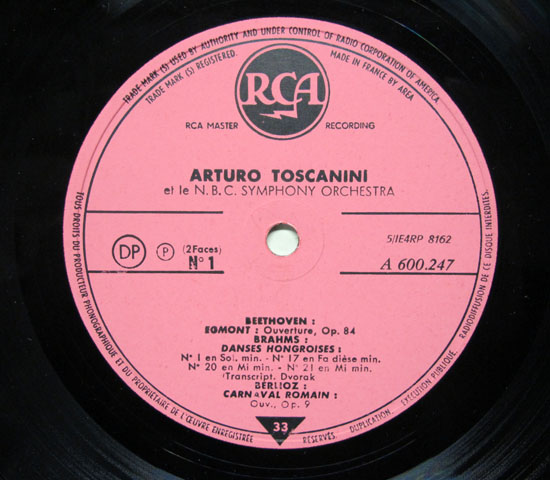 TRADE MARK (S) USED BY AUTHORITY AND UNDER CONTROL OF RADIO CORPORATION OF AMERICA.
TRADE MARK (S) REGISTERED.
MADE IN FRANCE BY AREA
RCA
RCA MASTER RECORDING
ARTURO TOSCANINI
et le N.B.C. SYMPHONY ORCHESTRA
DP P (2 Faces)
N° 1
5/IE4RP 8162
A 600.247
BEETHOVEN :
EGMONT : Ouverture, Op. 84
BRAHMS :
DANSES HONGROISES :
N° 1 en Sol. min. - N° 17 en Fa dièse min.
N° 20 en Mi min. - N° 21 en Mi min.
(Transcript. Dvorak
BERLIOZ :
CARNAVAL ROMAIN :
Ouv., Op. 9
33
TOUS DROITS DU PRODUCTEUR PHONOGRAPHIQUE ET DU PROPRIETAIRE DE L'ŒUVRE ENREGISTRÉE RÉSERVÉS. DUPLICATION. EXÉCUTION PUBLIQUE. RADIODIFFUSION DE CE DISQUE INTERDITES.